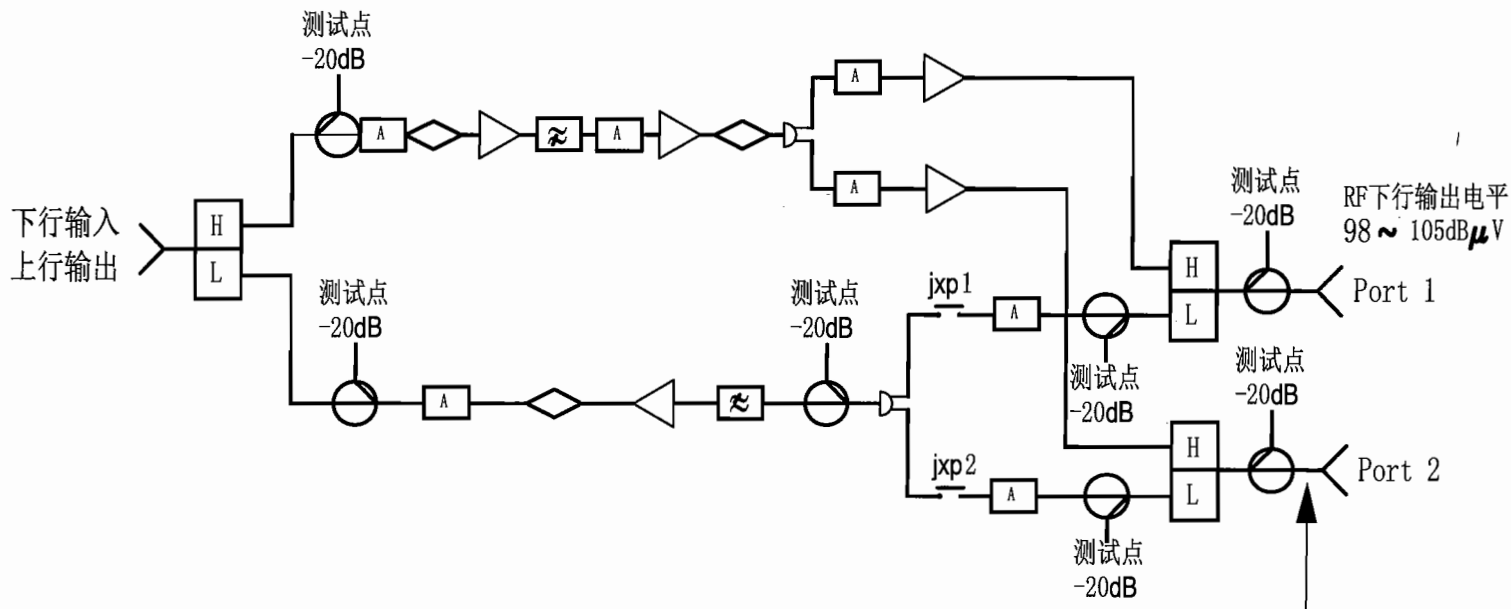 测试点
-20dB
A
A
A
A
下行输入
上行输出
H
L
测试点
-20dB
RF下行输出电平
98～ 105dBμV
H
L
Port 1
测试点
-20dB
测试点
-20dB
jxp1
A
测试点
-20dB
测试点
-20dB
A
jxp2
A
H
L
Port 2
测试点
-20dB